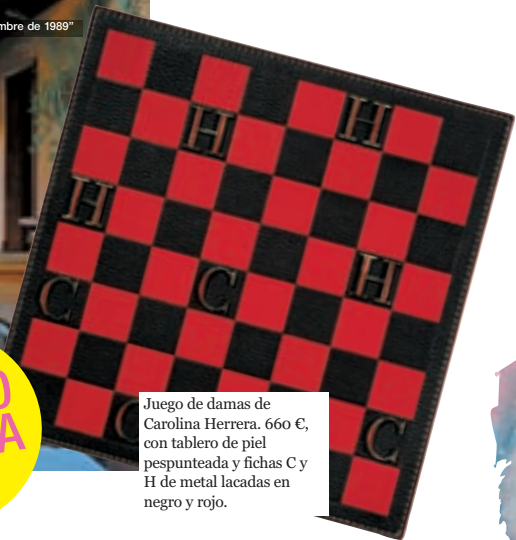 mbre de 1989”
H
H
H
H
C
C
C
C
O
A
Juego de damas de
Carolina Herrera. 660 €,
con tablero de piel
pespunteada y fichas C y
H de metal lacadas en
negro y rojo.